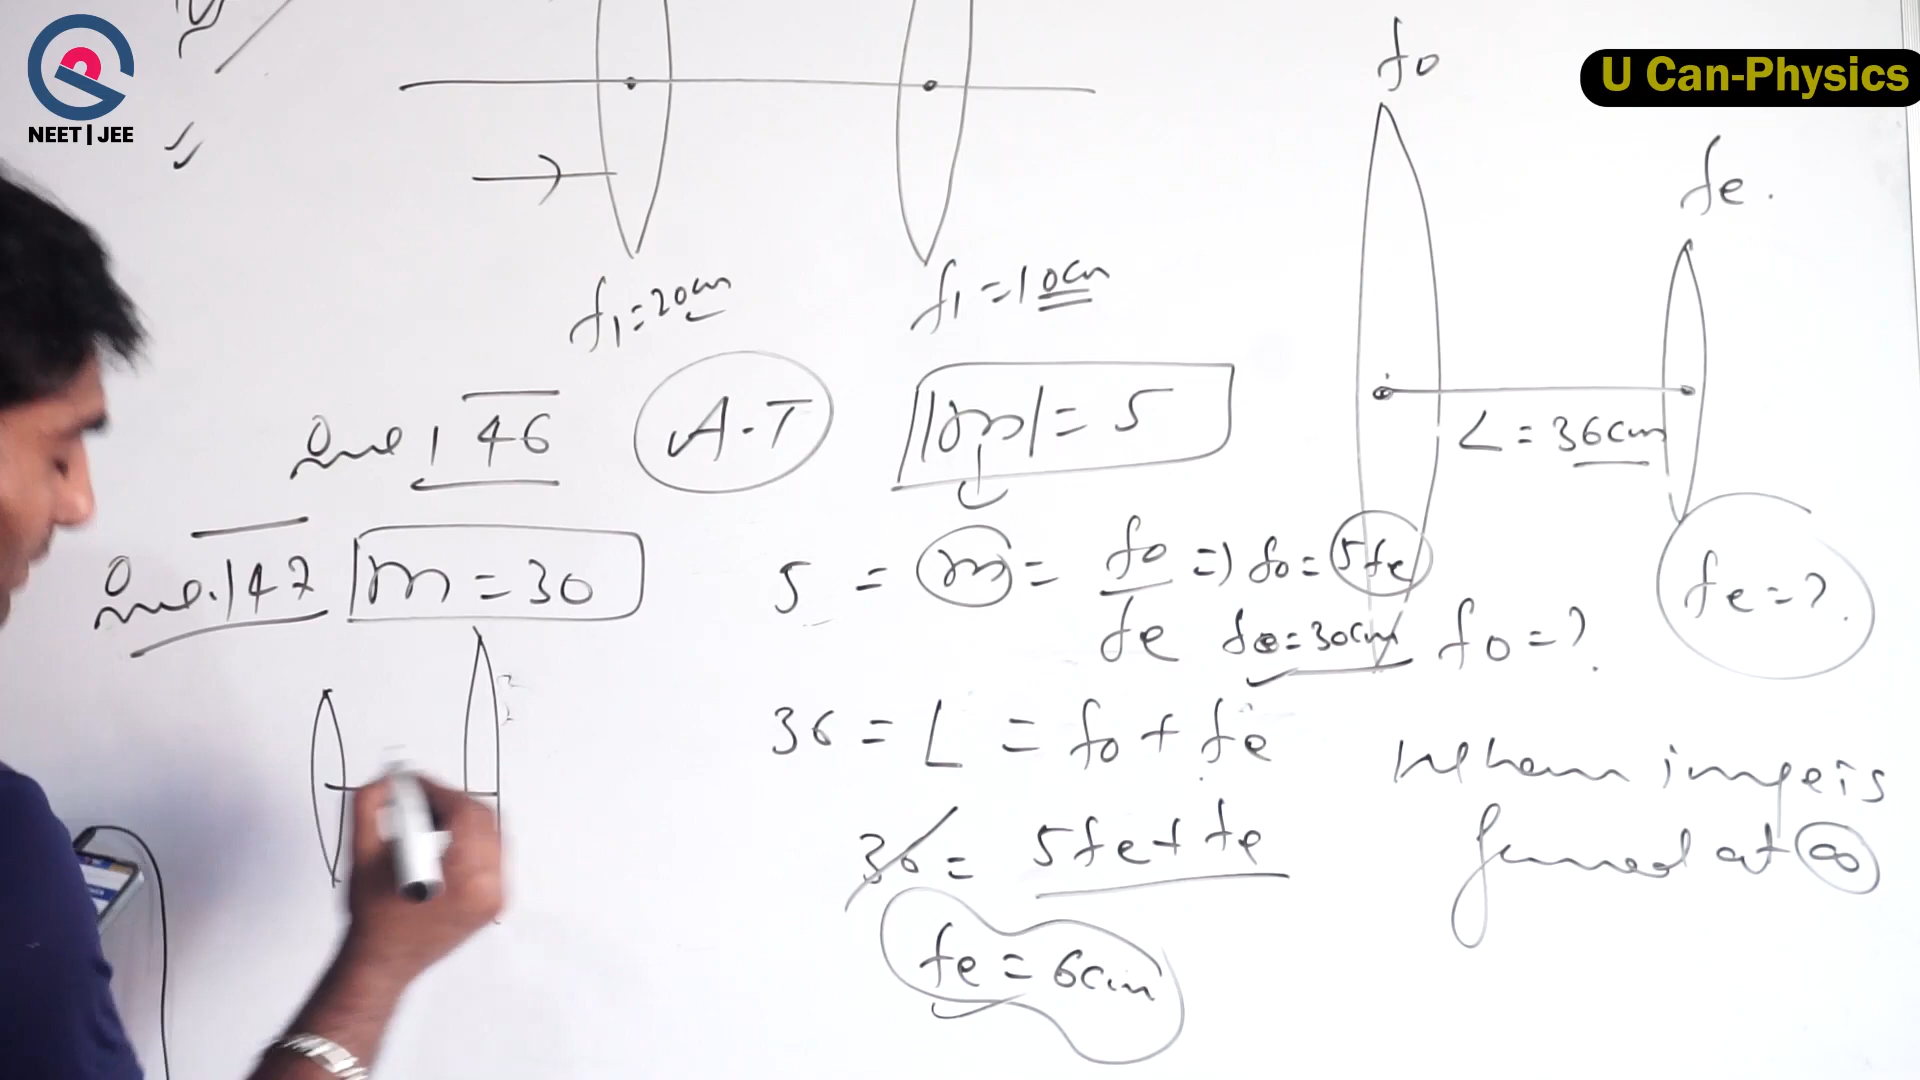 NEET|JEE
U Can-Physics
fo
fe.
f1=20cm
f1=10cm
L = 36cm
Que. 146
A.T
|m| = 5
Que.147
m = 30
5 = m = fo/fe => fo = 5fe
fo=30cm
fo=?
fe=?
36 = L = fo + fe
36 = 5fe + fe
fe = 6cm
When image is
formed at ∞